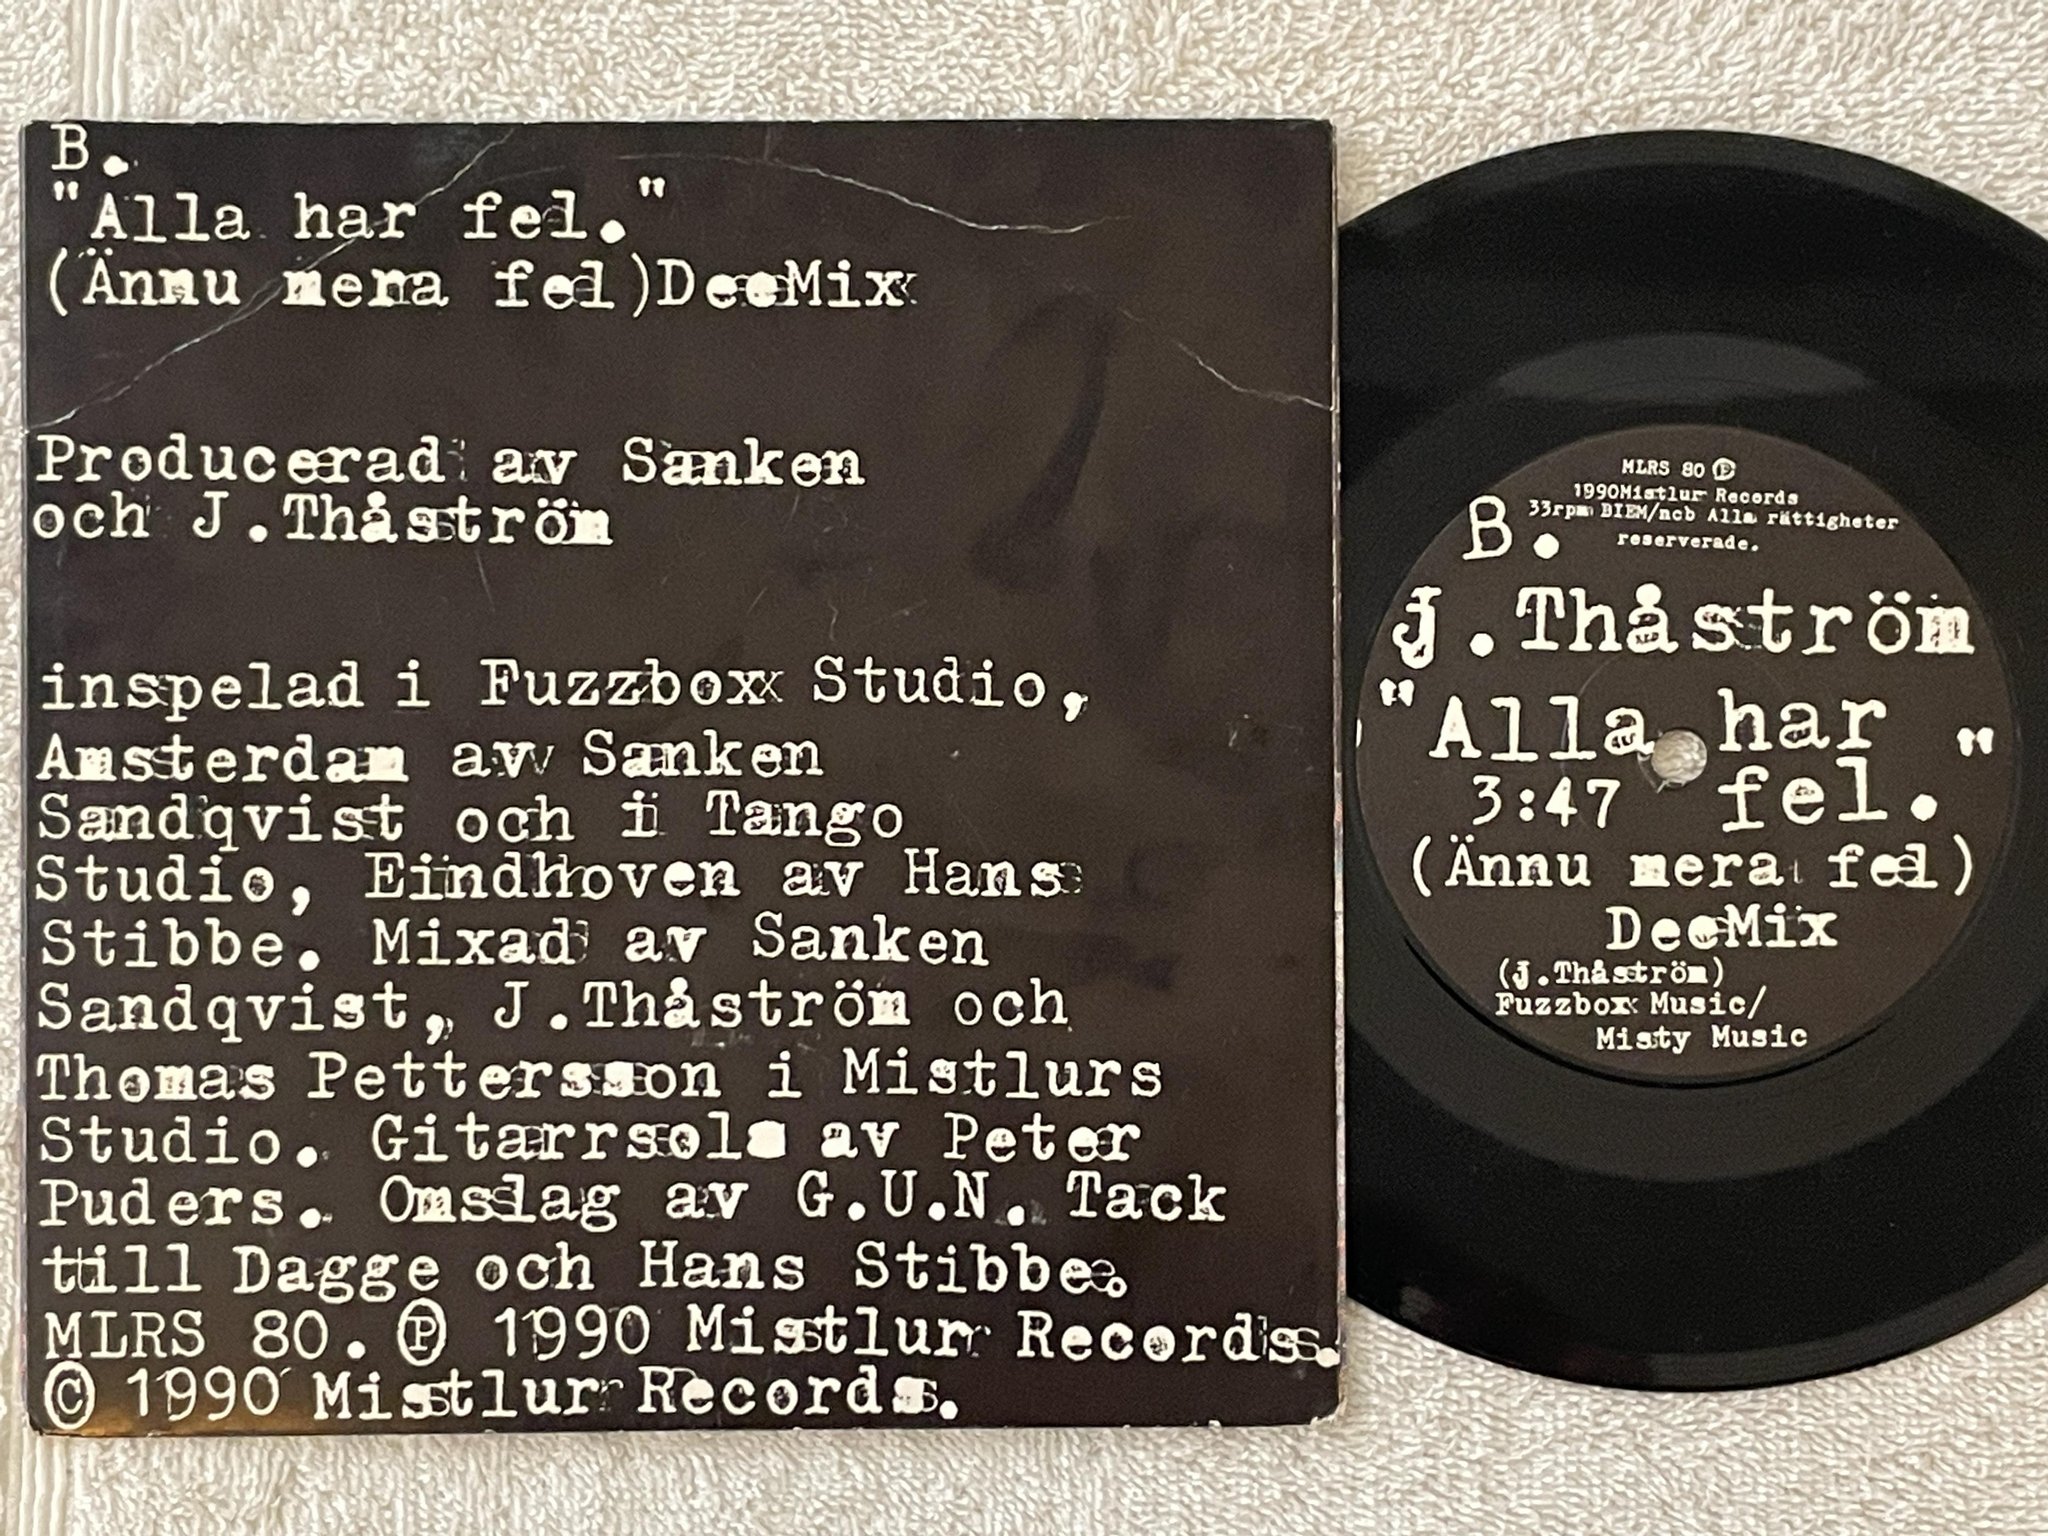 B.
"Alla har fel."
(Ännu mera fel)DeeMix
Producerad av Sanken
och J.Thåström
inspelad i Fuzzbox Studio,
Amsterdam av Sanken
Sandqvist och i Tango
Studio, Eindhoven av Hans
Stibbe. Mixad av Sanken
Sandqvist, J.Thåström och
Thomas Pettersson i Mistlurs
Studio. Gitarrsolo av Peter
Puders. Omslag av G.U.N. Tack
till Dagge och Hans Stibbe.
MLRS 80. Ⓟ 1990 Mistlur Records.
© 1990 Mistlur Records.
MLRS 80 Ⓟ
1990Mistlur Records
33rpm BIEM/ncb Alla rättigheter
reserverade.
B.
J.Thåström
"Alla har "
3:47 fel.
(Ännu mera fel)
DeeMix
(J.Thåström)
Fuzzbox Music/
Misty Music